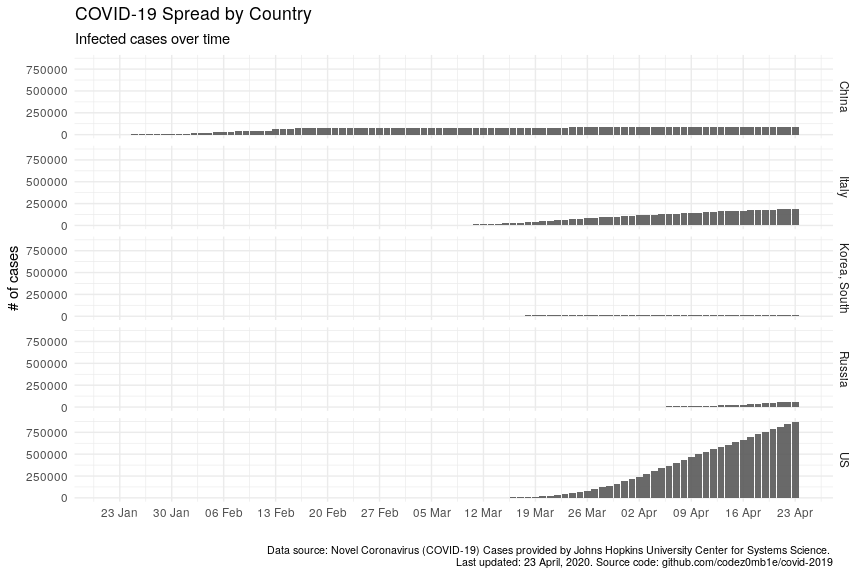 COVID-19 Spread by Country
Infected cases over time
# of cases
750000
500000
250000
0
China
750000
500000
250000
0
Italy
750000
500000
250000
0
Korea, South
750000
500000
250000
0
Russia
750000
500000
250000
0
US
23 Jan 30 Jan 06 Feb 13 Feb 20 Feb 27 Feb 05 Mar 12 Mar 19 Mar 26 Mar 02 Apr 09 Apr 16 Apr 23 Apr
Data source: Novel Coronavirus (COVID-19) Cases provided by Johns Hopkins University Center for Systems Science.
Last updated: 23 April, 2020. Source code: github.com/codez0mb1e/covid-2019